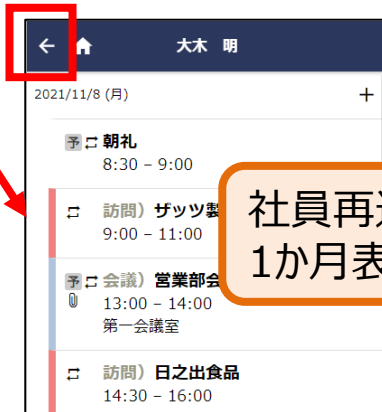 大木 明
2021/11/8 (月)
+
予 朝礼
8:30 – 9:00
訪問）ザッツ製
9:00 – 11:00
予 会議）営業部会
13:00 – 14:00
第一会議室
訪問）日之出食品
14:30 – 16:00
社員再
1か月表